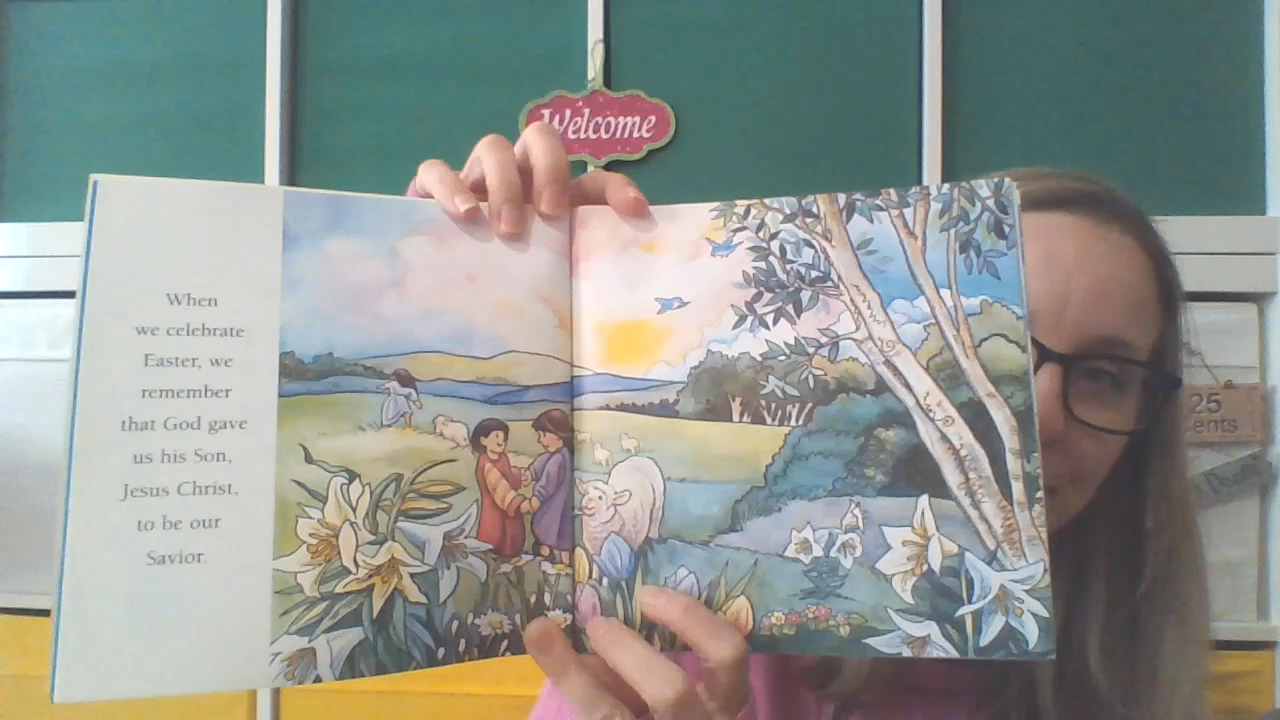 Welcome
When
we celebrate
Easter, we
remember
that God gave
us his Son,
Jesus Christ,
to be our
Savior.
25